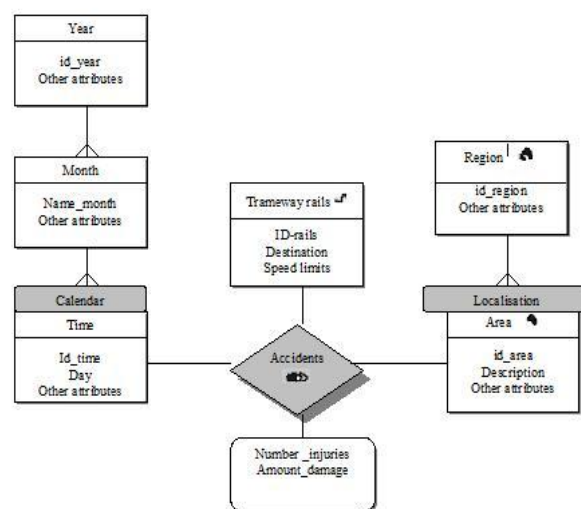 Year
id_year
Other attributes
Month
Name_month
Other attributes
Calendar
Time
Id_time
Day
Other attributes
Trameway rails
ID-rails
Destination
Speed limits
Accidents
Number _injuries
Amount_damage
Region
id_region
Other attributes
Localisation
Area
id_area
Description
Other attributes